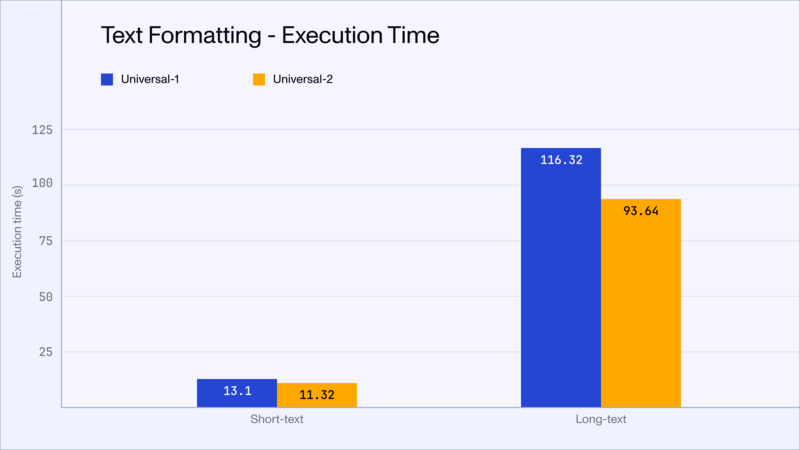 Text Formatting - Execution Time
Universal-1
Universal-2
Execution time (s)
125
100
75
50
25
116.32
93.64
13.1
11.32
Short-text
Long-text